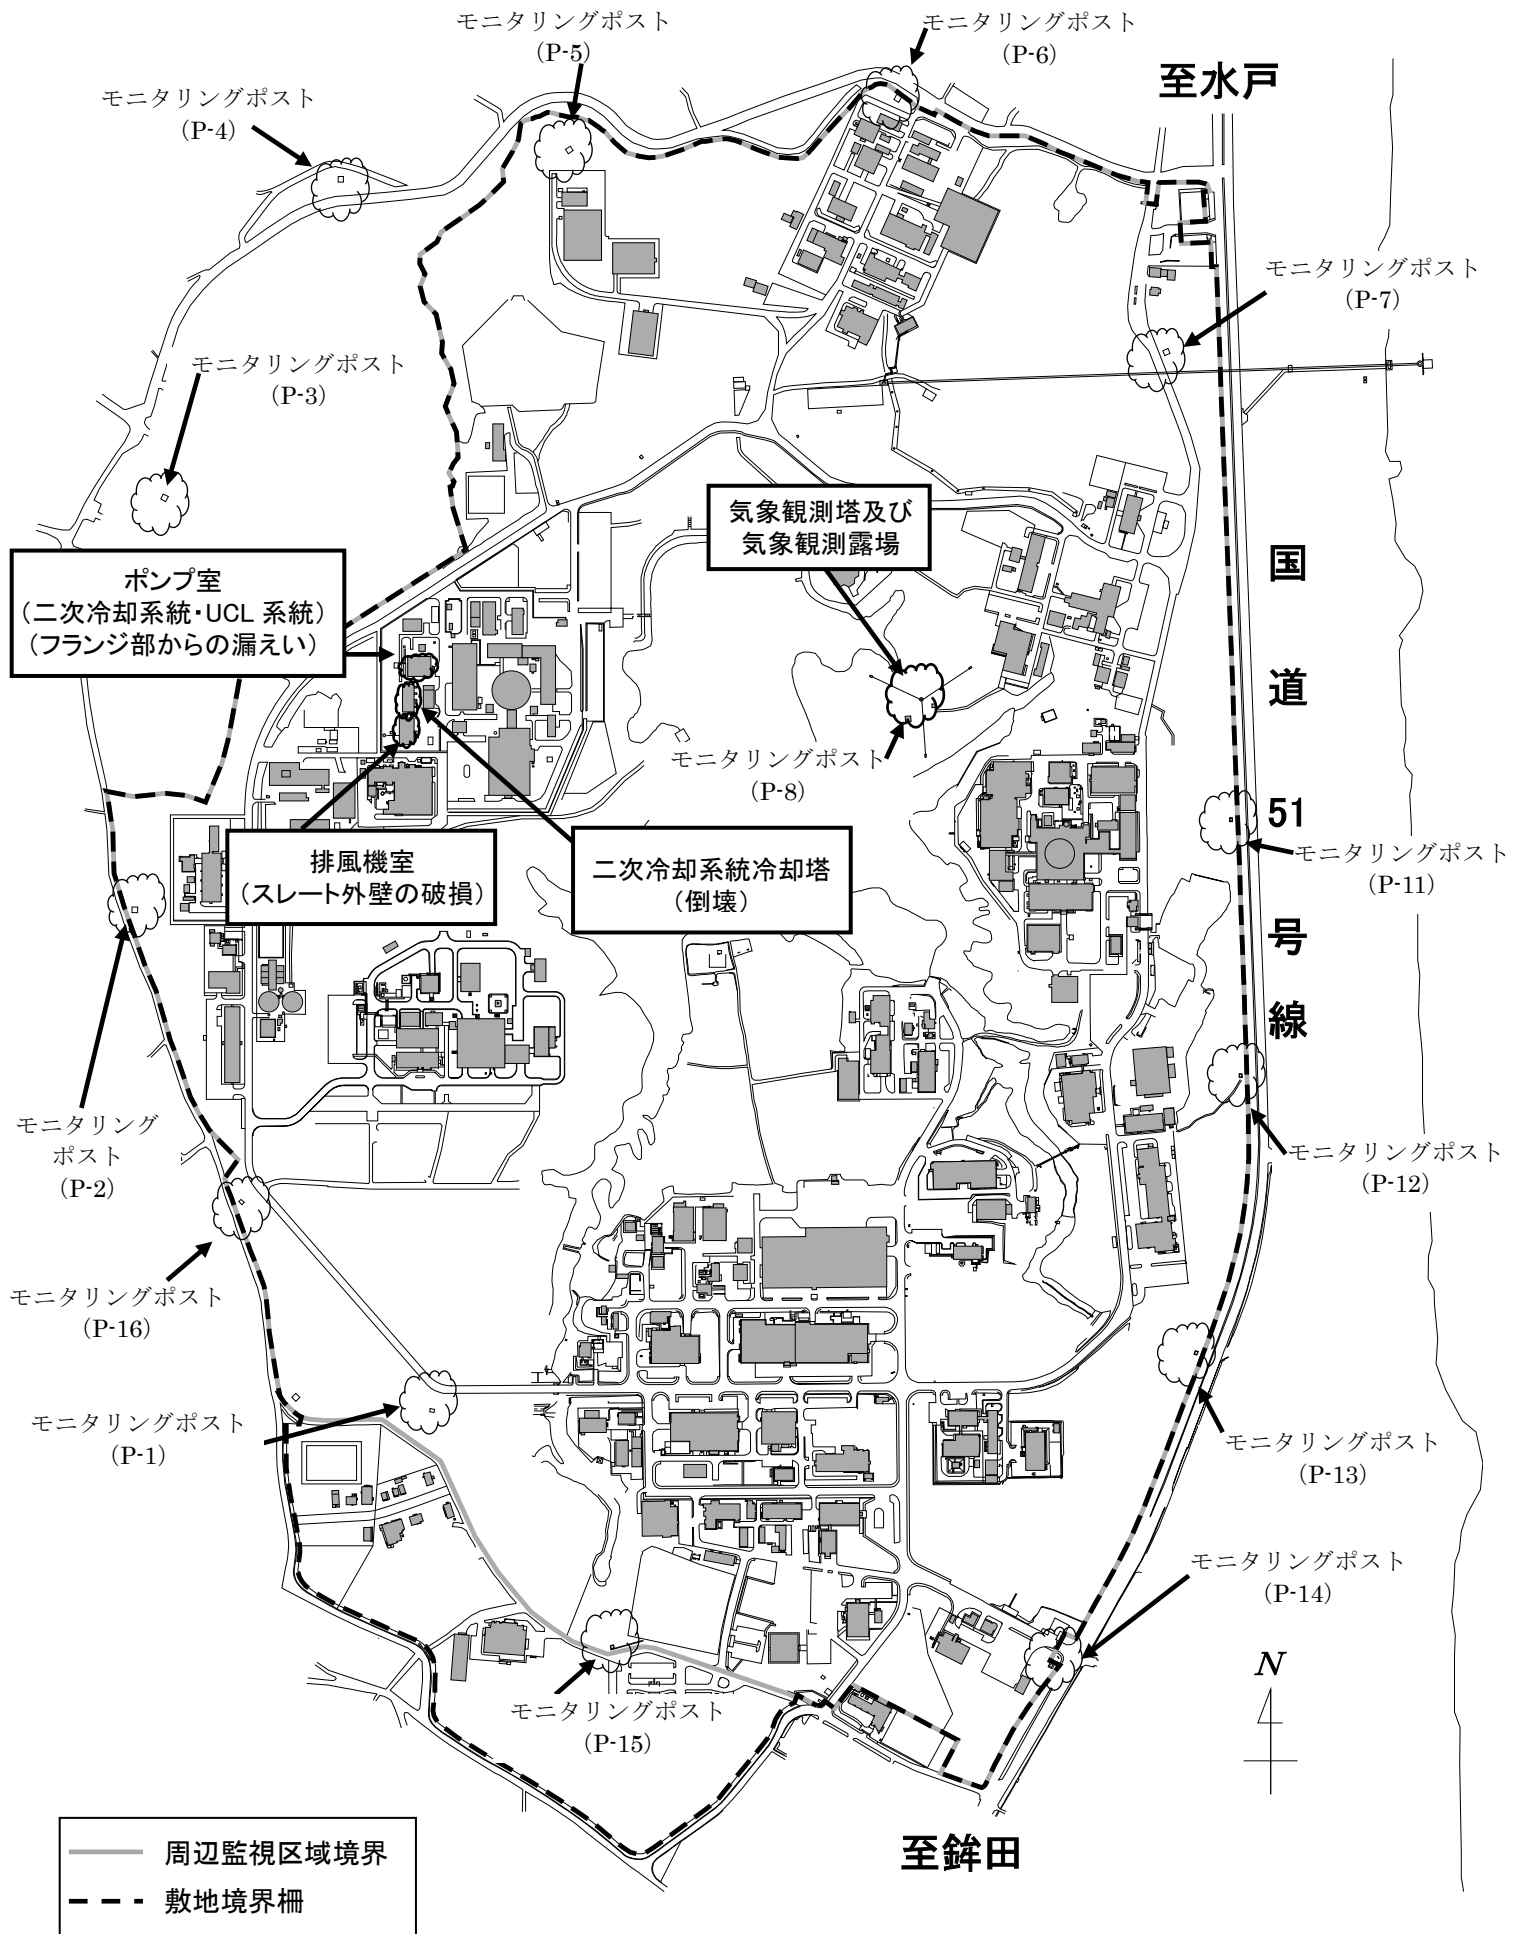 モニタリングポスト
(P-5)
モニタリングポスト
(P-6)
至水戸
モニタリングポスト
(P-4)
モニタリングポスト
(P-7)
モニタリングポスト
(P-3)
気象観測塔及び
気象観測露場
ポンプ室
(二次冷却系統・UCL 系統)
(フランジ部からの漏えい)
国
道
51
号
線
モニタリングポスト
(P-8)
排風機室
(スレート外壁の破損)
二次冷却系統冷却塔
(倒壊)
モニタリングポスト
(P-11)
モニタリング
ポスト
(P-2)
モニタリングポスト
(P-12)
モニタリングポスト
(P-16)
モニタリングポスト
(P-1)
モニタリングポスト
(P-13)
モニタリングポスト
(P-14)
モニタリングポスト
(P-15)
N
至鉾田
周辺監視区域境界
敷地境界柵